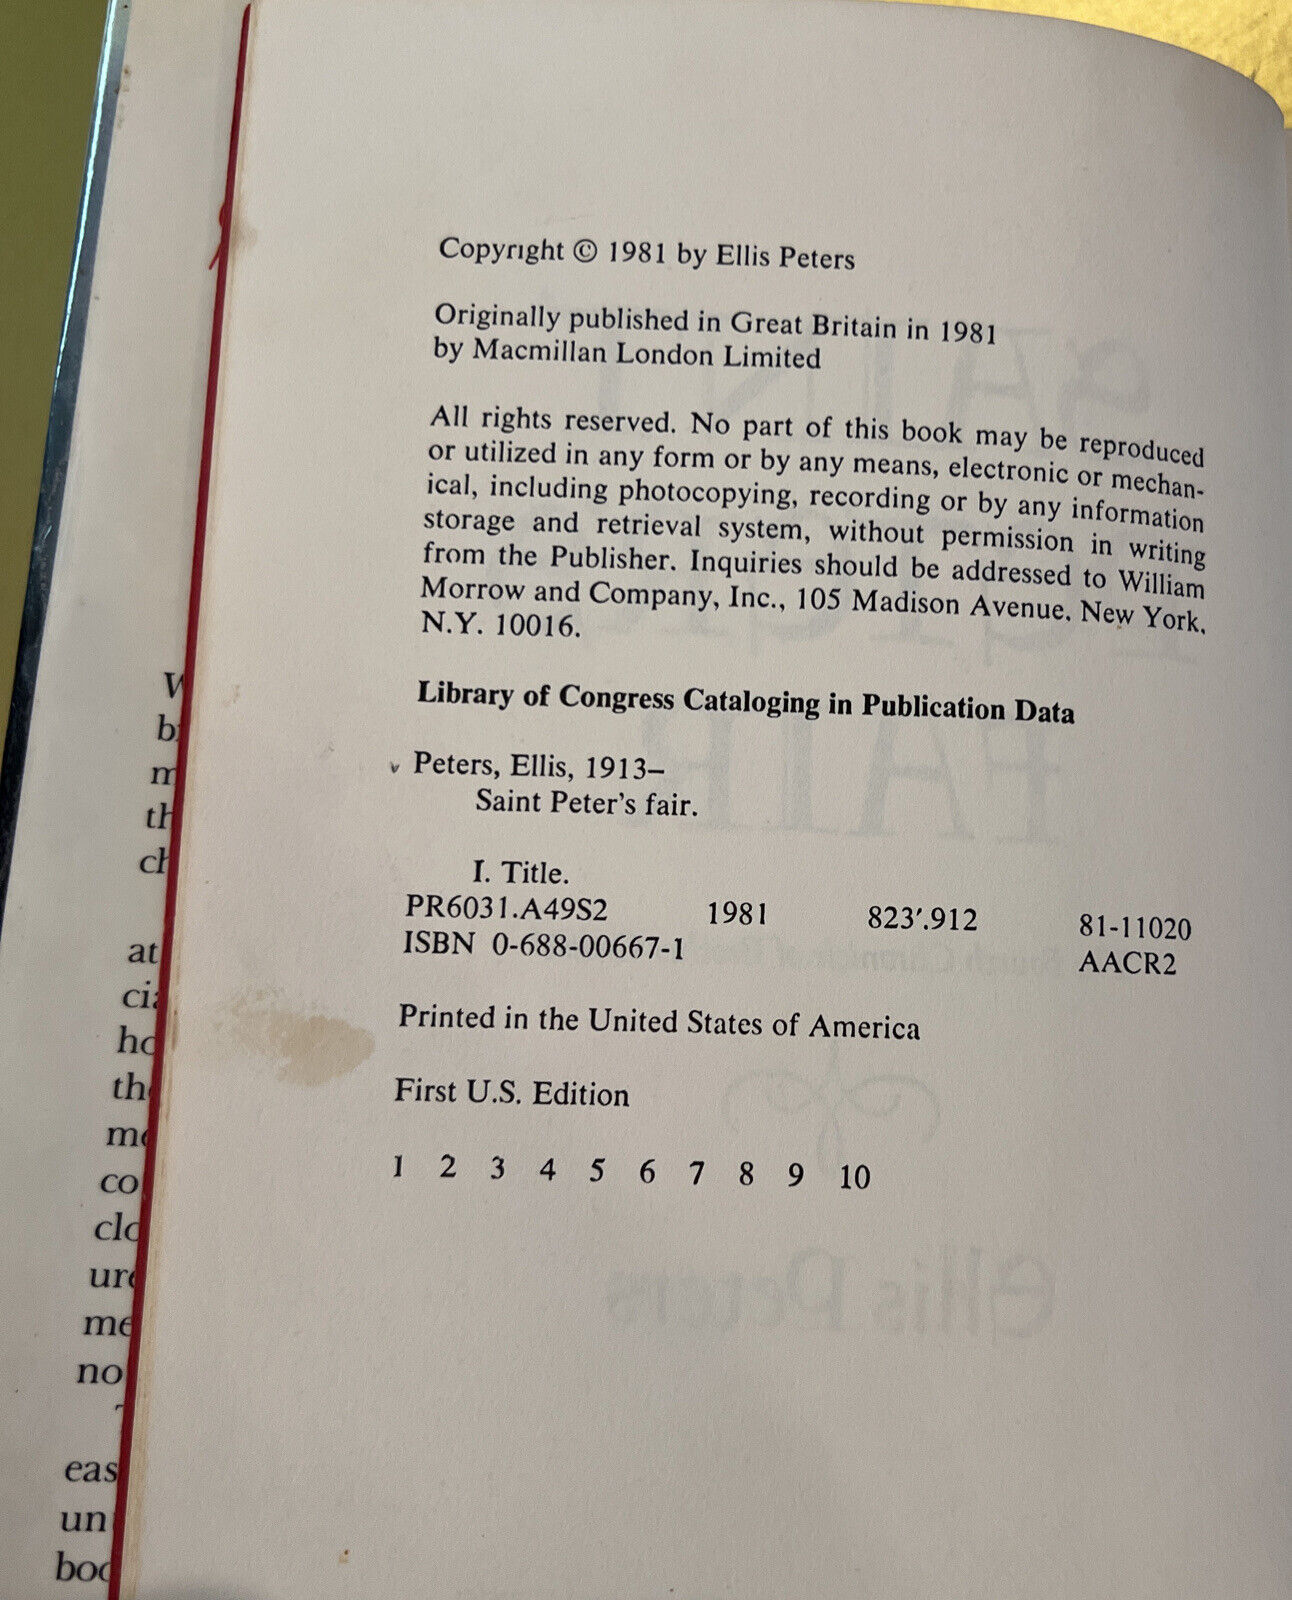 Copyright © 1981 by Ellis Peters
Originally published in Great Britain in 1981
by Macmillan London Limited
All rights reserved. No part of this book may be reproduced
or utilized in any form or by any means, electronic or mechan-
ical, including photocopying, recording or by any information
storage and retrieval system, without permission in writing
from the Publisher. Inquiries should be addressed to William
Morrow and Company, Inc., 105 Madison Avenue, New York,
N.Y. 10016.
Library of Congress Cataloging in Publication Data
Peters, Ellis, 1913–
Saint Peter's fair.
I. Title.
PR6031.A49S2 1981 823'.912 81-11020
ISBN 0-688-00667-1 AACR2
Printed in the United States of America
First U.S. Edition
1 2 3 4 5 6 7 8 9 10